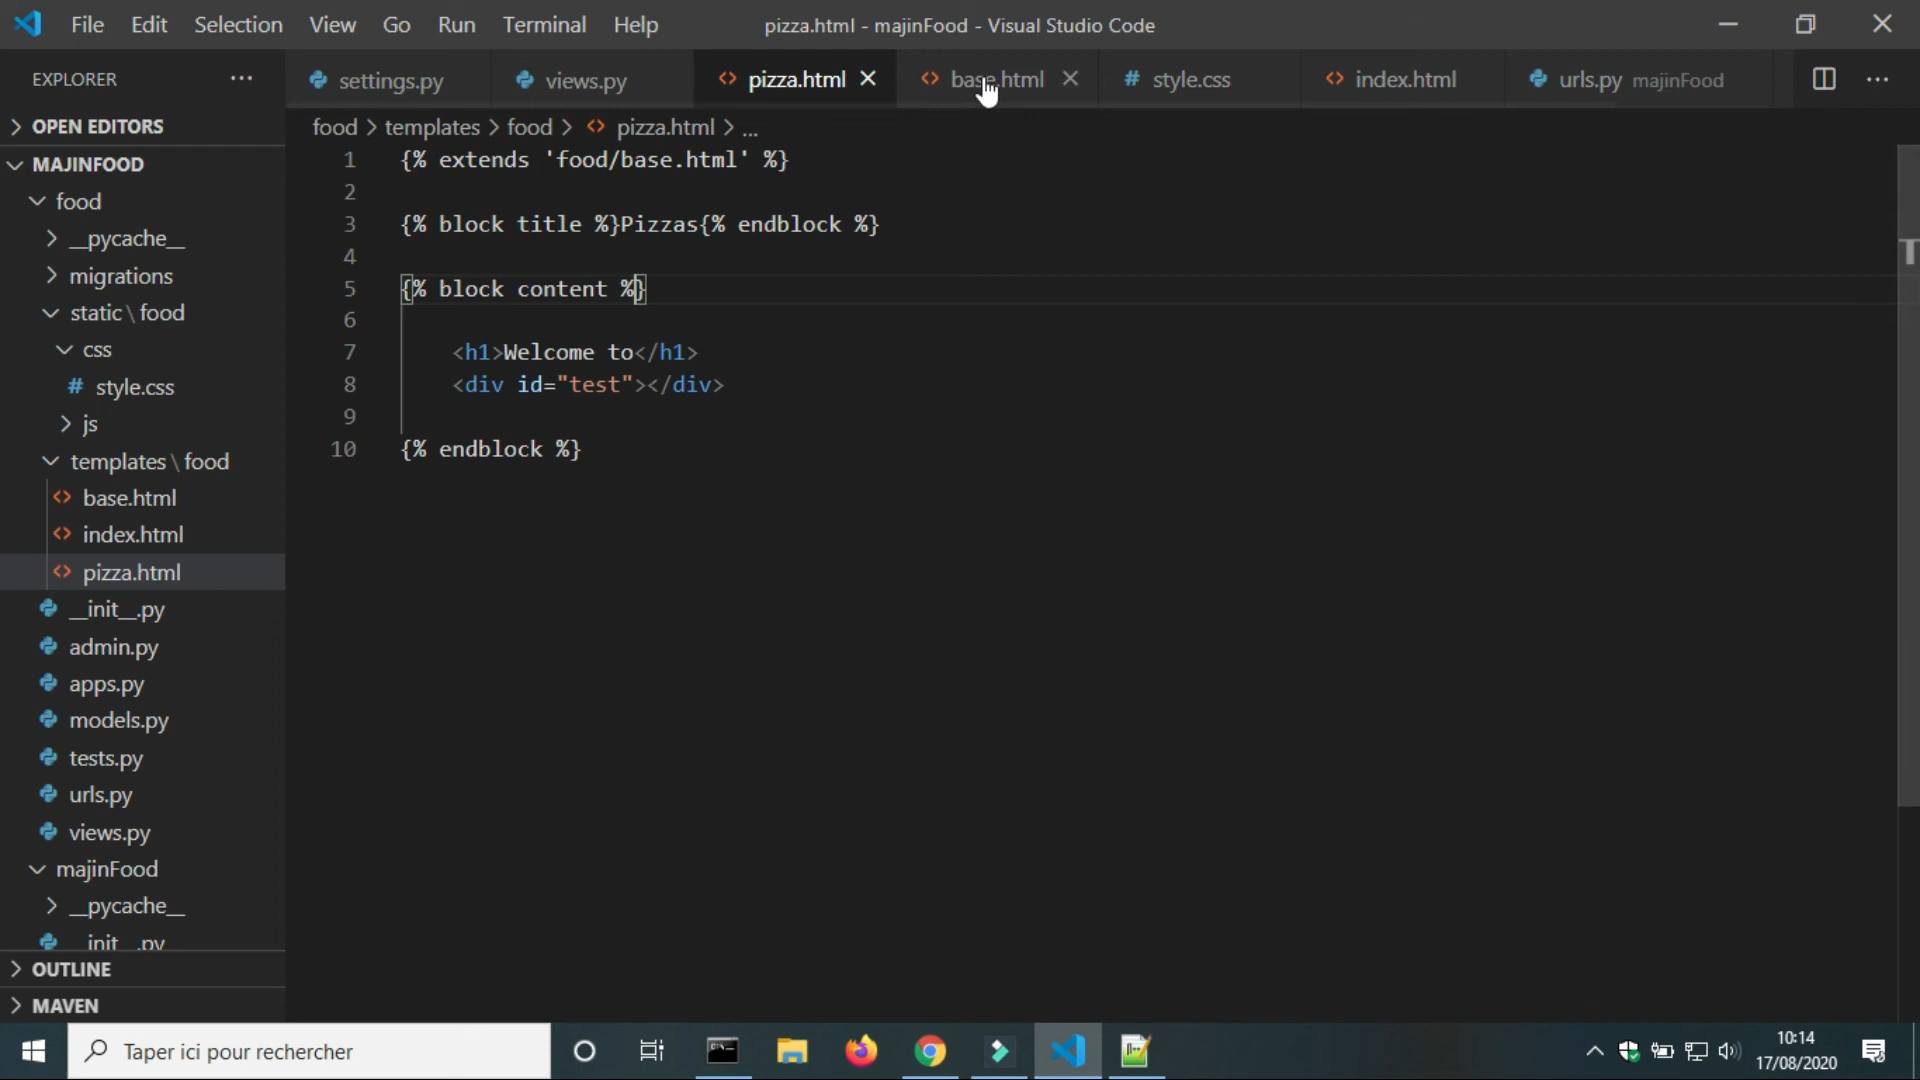 File Edit Selection View Go Run Terminal Help pizza.html - majinFood - Visual Studio Code
EXPLORER ... settings.py views.py pizza.html base.html # style.css index.html urls.py majinFood ...
OPEN EDITORS
food > templates > food > pizza.html > ...
MAJINFOOD
food
__pycache__
migrations
static \ food
css
# style.css
js
templates \ food
base.html
index.html
pizza.html
__init__.py
admin.py
apps.py
models.py
tests.py
urls.py
views.py
majinFood
__pycache__
__init__.py
OUTLINE
MAVEN
1 {% extends 'food/base.html' %}
2
3 {% block title %}Pizzas{% endblock %}
4
5 {% block content %}
6
7 <h1>Welcome to</h1>
8 <div id="test"></div>
9
10 {% endblock %}
Taper ici pour rechercher
10:14
17/08/2020